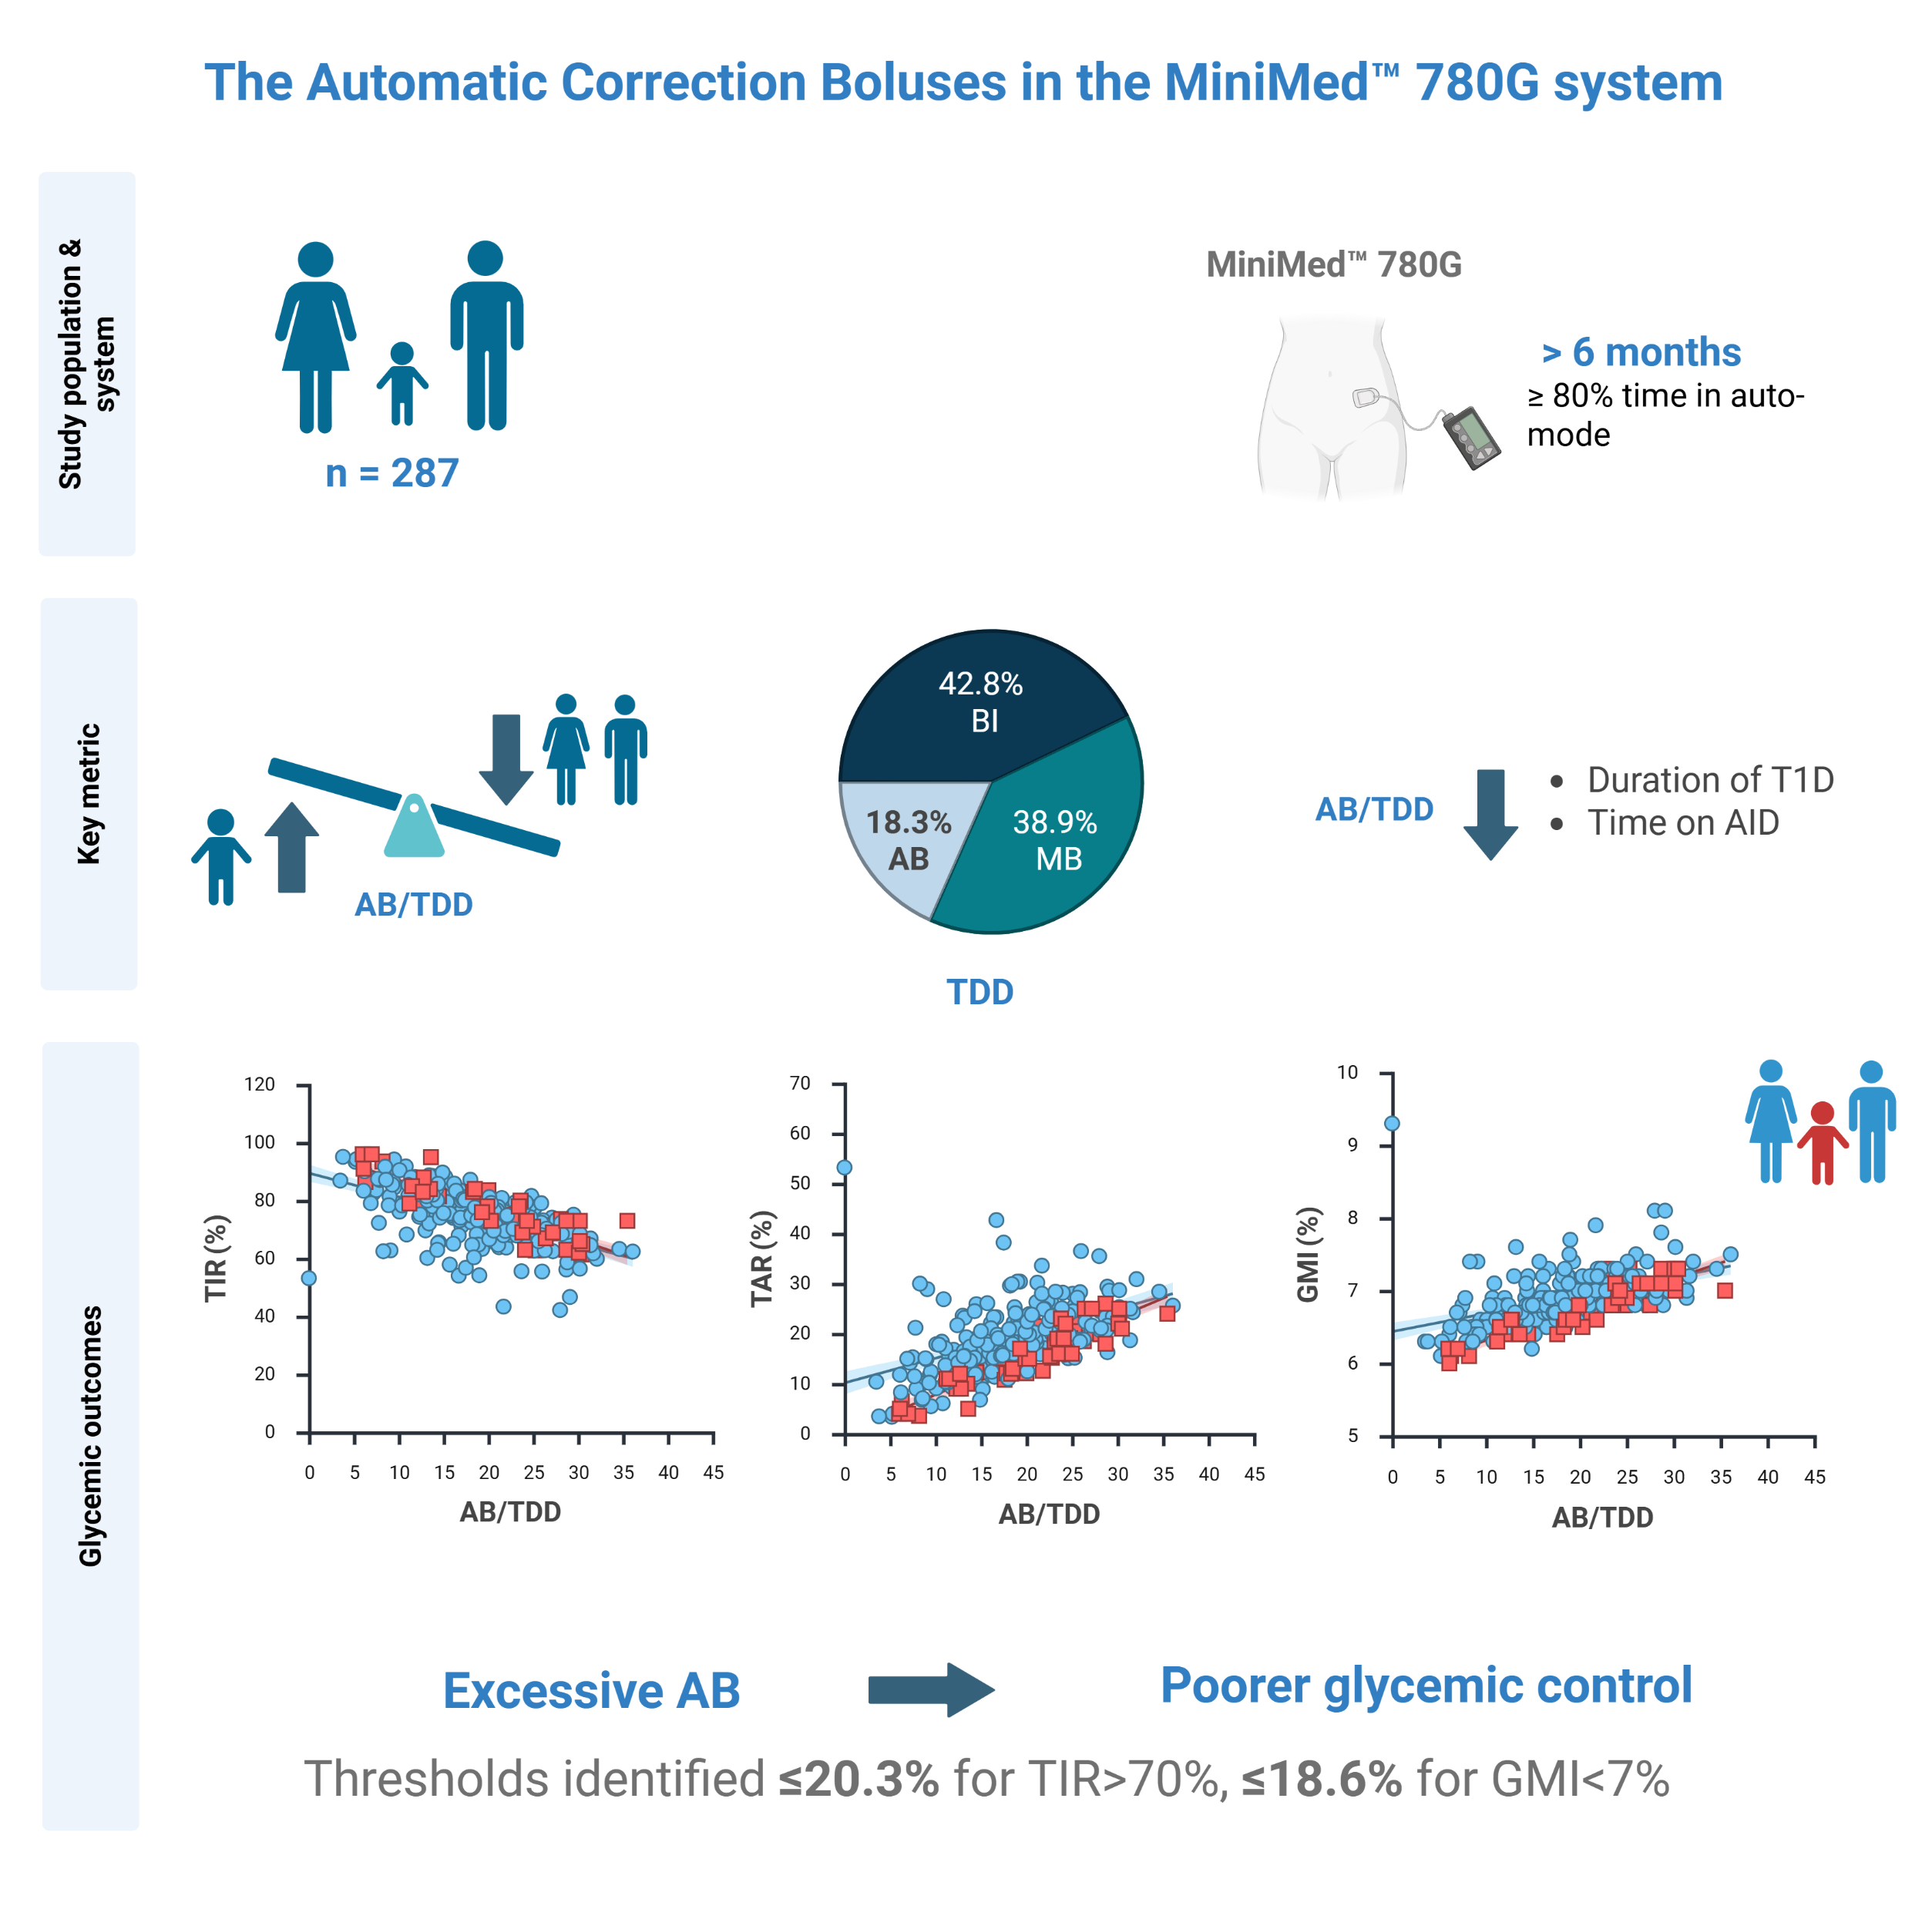 The Automatic Correction Boluses in the MiniMed™ 780G system
Study population &
system
n = 287
MiniMed™ 780G
> 6 months
≥ 80% time in auto-
mode
Key metric
AB/TDD
42.8%
BI
18.3%
AB
38.9%
MB
TDD
AB/TDD
• Duration of T1D
• Time on AID
Glycemic outcomes
TIR (%)
120
100
80
60
40
20
0
0 5 10 15 20 25 30 35 40 45
AB/TDD
TAR (%)
70
60
50
40
30
20
10
0
0 5 10 15 20 25 30 35 40 45
AB/TDD
GMI (%)
10
9
8
7
6
5
0 5 10 15 20 25 30 35 40 45
AB/TDD
Excessive AB
Poorer glycemic control
Thresholds identified ≤20.3% for TIR>70%, ≤18.6% for GMI<7%